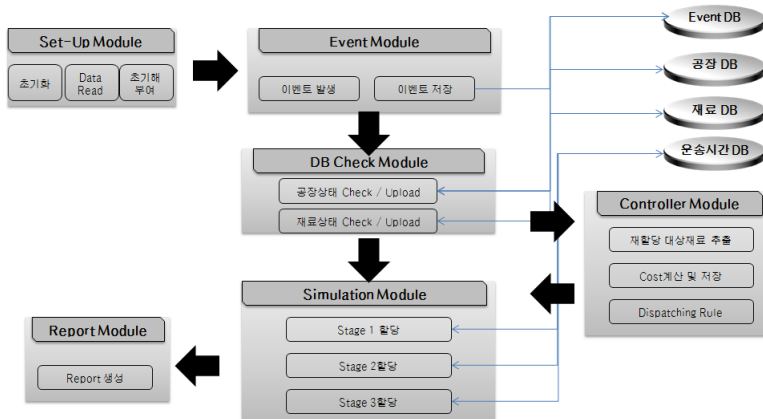 Set-Up Module
초기화
Data
Read
초기해
부여
Event Module
이벤트 발생
이벤트 저장
Event DB
공장 DB
재료 DB
운송시간 DB
DB Check Module
공장상태 Check / Upload
재료상태 Check / Upload
Controller Module
재할당 대상재료 추출
Cost계산 및 저장
Dispatching Rule
Simulation Module
Stage 1 할당
Stage 2할당
Stage 3할당
Report Module
Report 생성